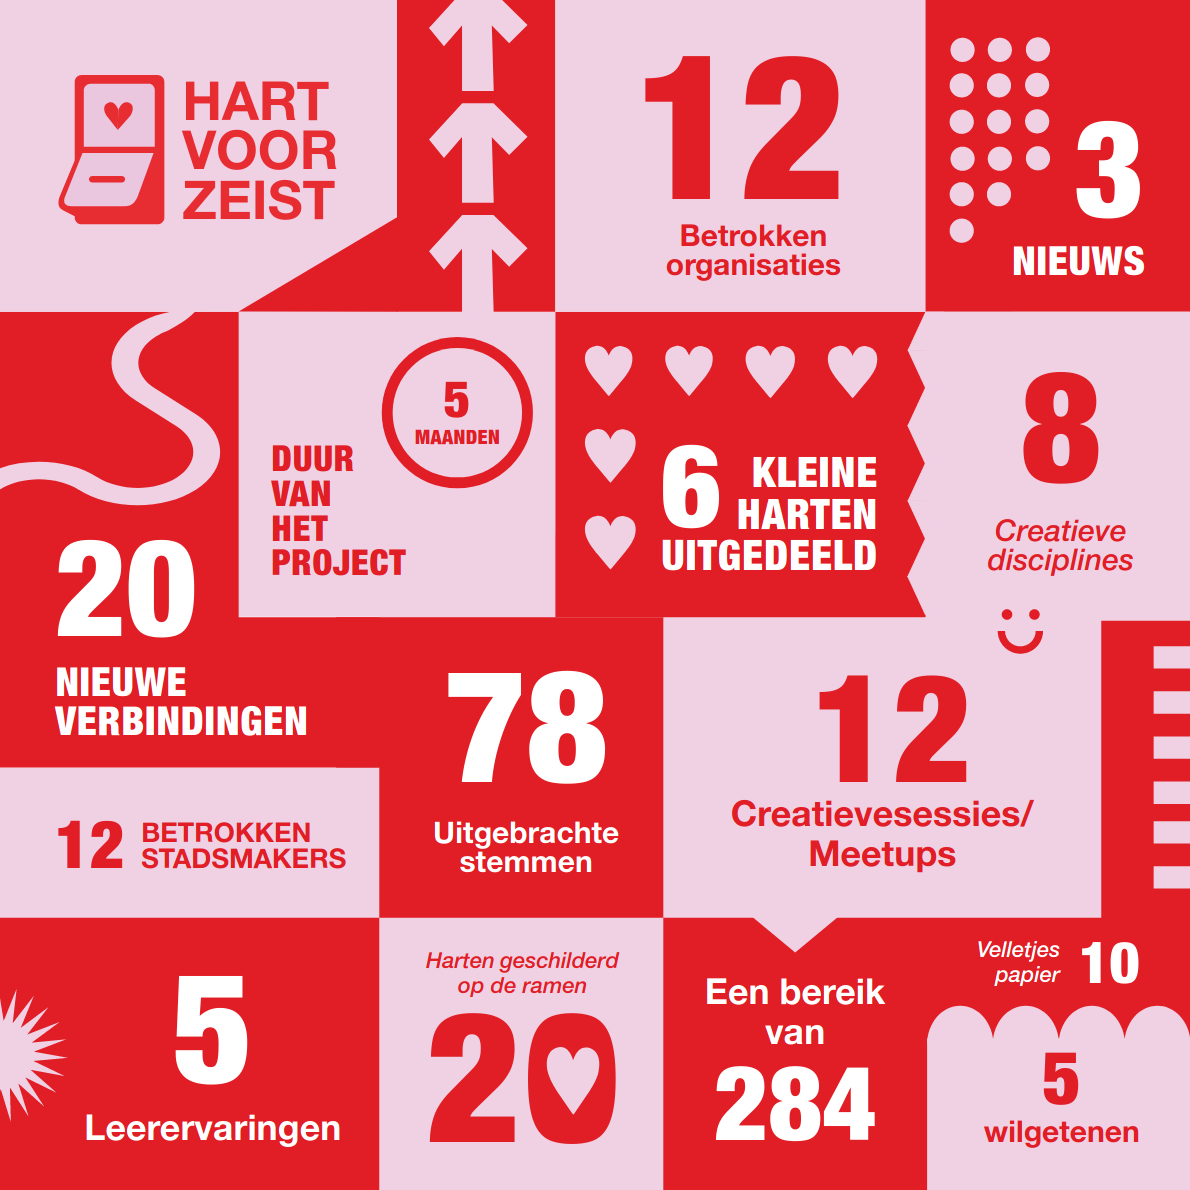 HART
VOOR
ZEIST
12
Betrokken
organisaties
3
NIEUWS
5
MAANDEN
DUUR
VAN
HET
PROJECT
6 KLEINE
HARTEN
UITGEDEELD
8
Creatieve
disciplines
20
NIEUWE
VERBINDINGEN
78
Uitgebrachte
stemmen
12
Creatievesessies/
Meetups
12 BETROKKEN
STADSMAKERS
5
Leerervaringen
Harten geschilderd
op de ramen
20
Een bereik
van
284
Velletjes
papier 10
5
wilgetenen